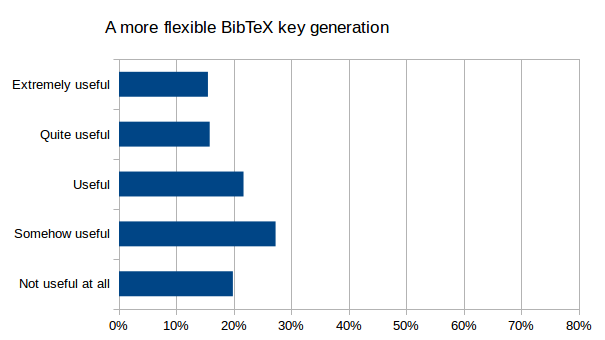 A more flexible BibTeX key generation
Extremely useful
Quite useful
Useful
Somehow useful
Not useful at all
0% 10% 20% 30% 40% 50% 60% 70% 80%